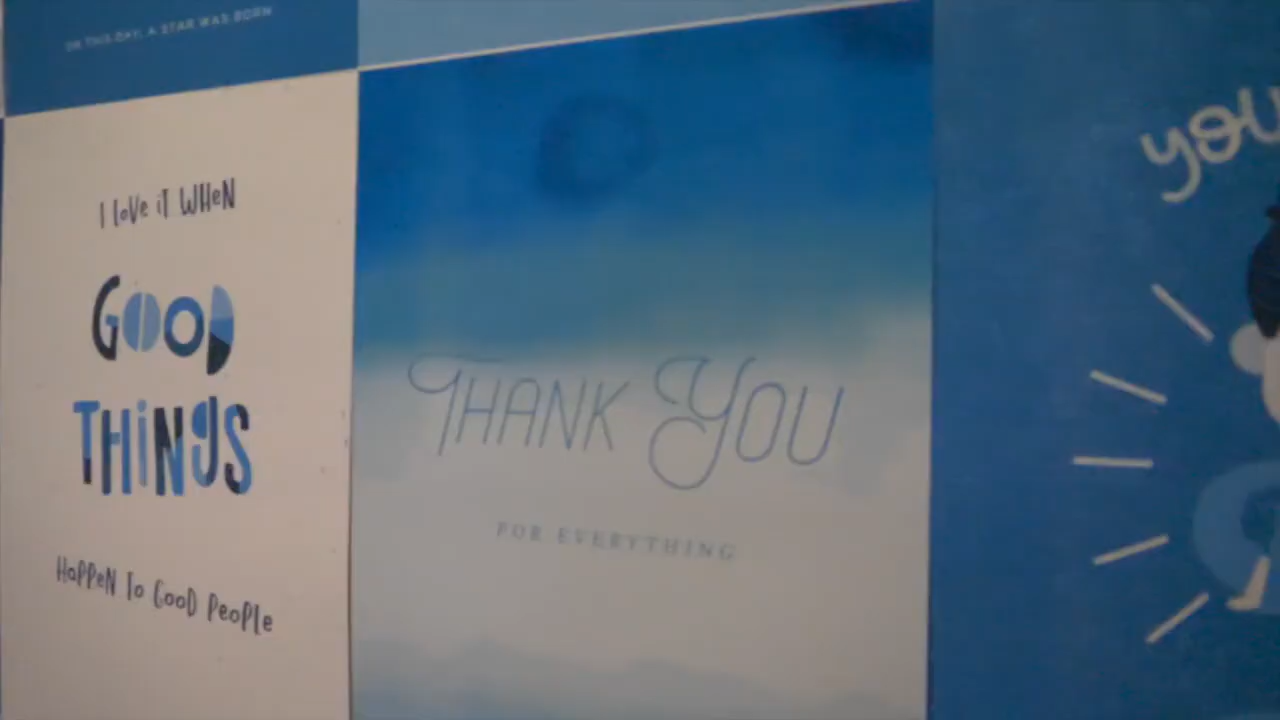 ON THIS DAY, A STAR WAS BORN
I LOVE iT WHeN
GOOD
THiNGS
HaPPeN To GooD PeoPle
THANK YOU
FOR EVERYTHING
you